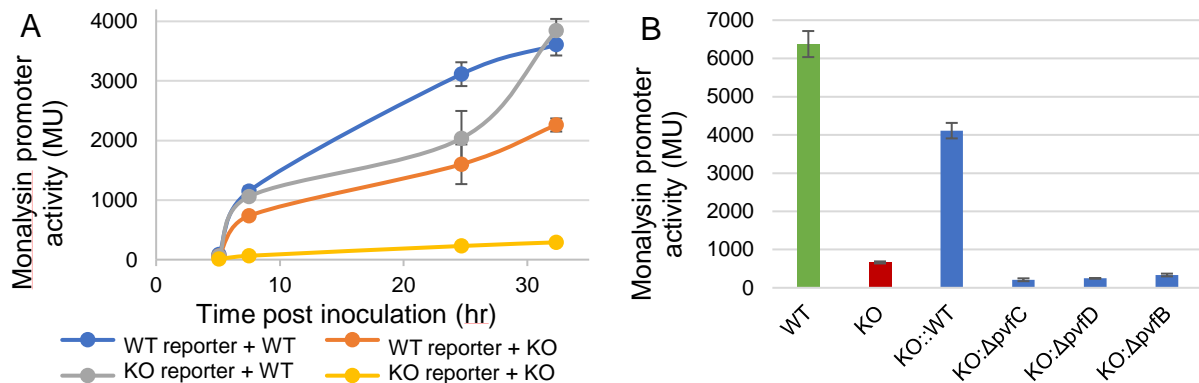 A
Monalysin promoter
activity (MU)
4000
3000
2000
1000
0
0
10
20
30
Time post inoculation (hr)
WT reporter + WT
WT reporter + KO
KO reporter + WT
KO reporter + KO
B
Monalysin promoter
activity (MU)
7000
6000
5000
4000
3000
2000
1000
0
WT
KO
KO::WT
KO:ΔpvfC
KO:ΔpvfD
KO:ΔpvfB